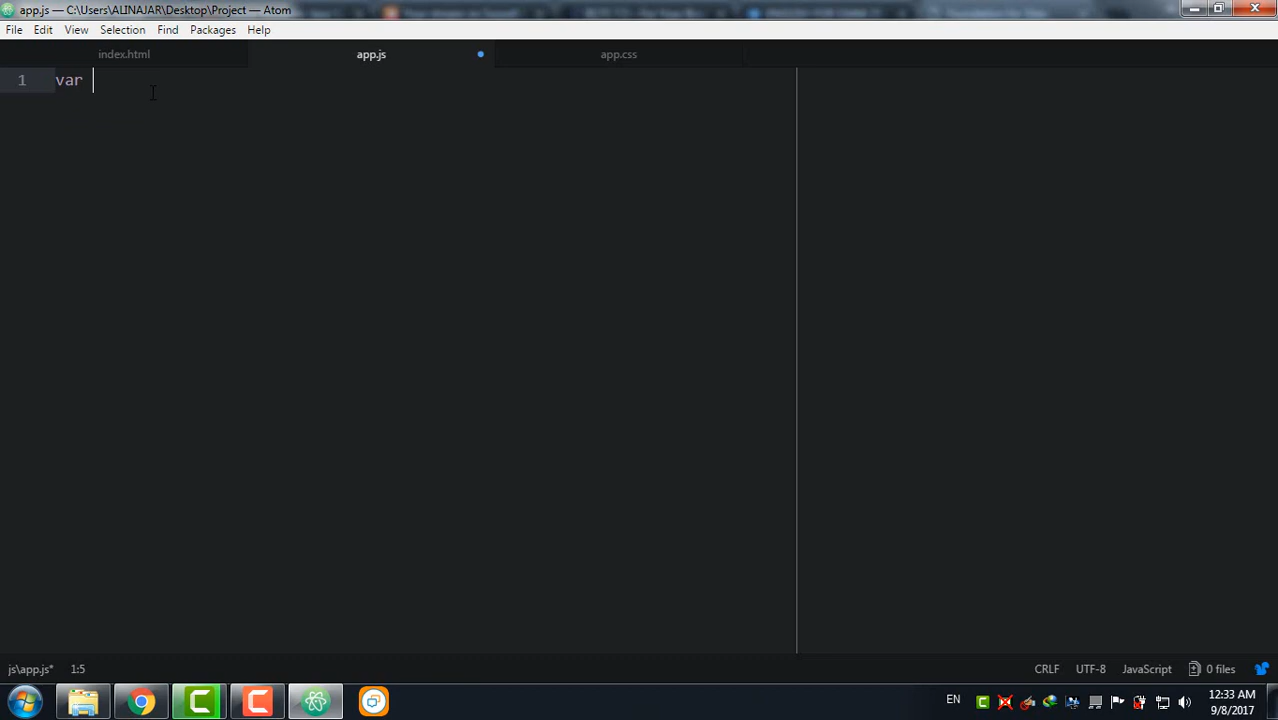 app.js — C:\Users\ALINAJAR\Desktop\Project — Atom
File Edit View Selection Find Packages Help
index.html app.js app.css
1 var
js\app.js* 1:5 CRLF UTF-8 JavaScript 0 files
EN 12:33 AM
9/8/2017